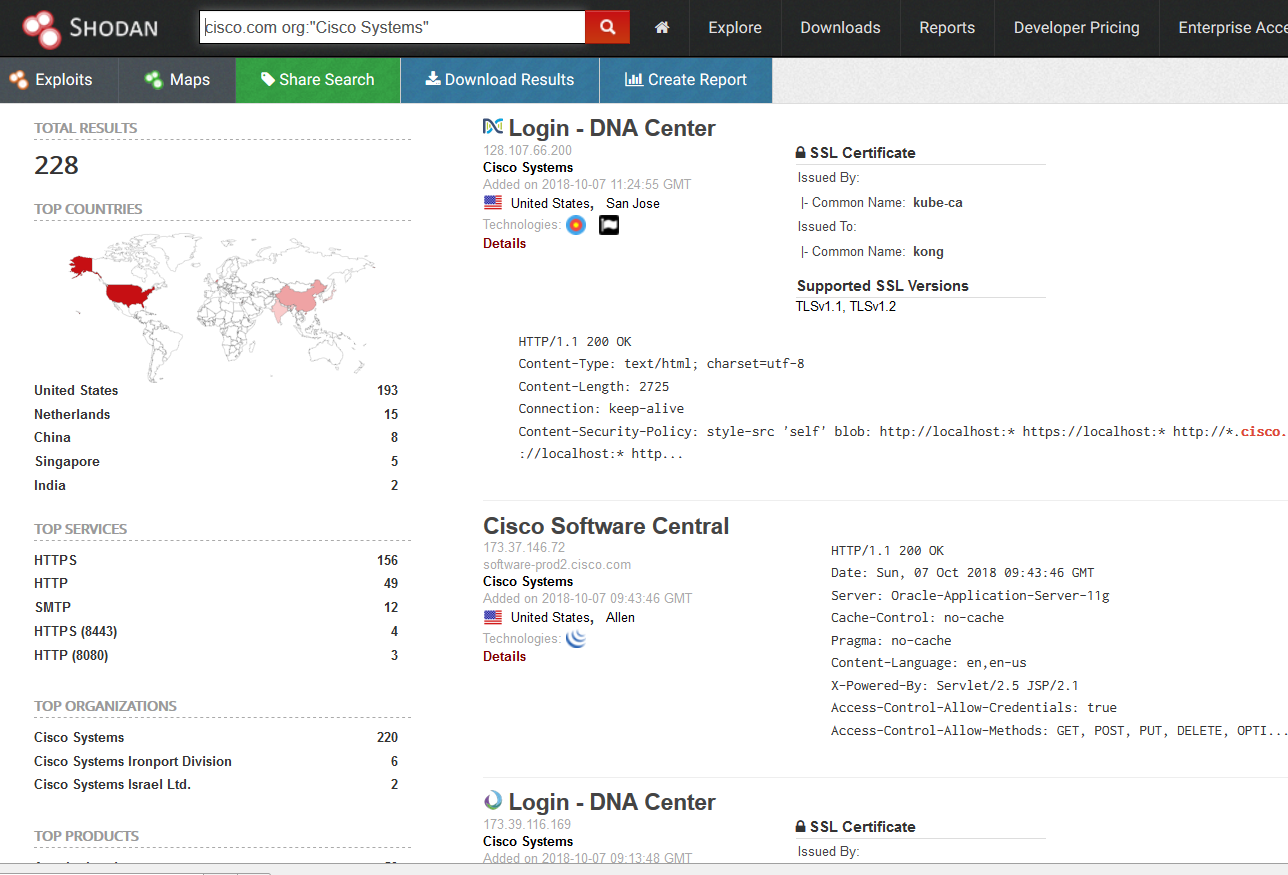 SHODAN
cisco.com org:"Cisco Systems"
Explore
Downloads
Reports
Developer Pricing
Enterprise Acce
Exploits
Maps
Share Search
Download Results
Create Report
TOTAL RESULTS
228
TOP COUNTRIES
United States 193
Netherlands 15
China 8
Singapore 5
India 2
TOP SERVICES
HTTPS 156
HTTP 49
SMTP 12
HTTPS (8443) 4
HTTP (8080) 3
TOP ORGANIZATIONS
Cisco Systems 220
Cisco Systems Ironport Division 6
Cisco Systems Israel Ltd. 2
TOP PRODUCTS
Login - DNA Center
128.107.66.200
Cisco Systems
Added on 2018-10-07 11:24:55 GMT
United States, San Jose
Technologies:
Details
SSL Certificate
Issued By:
|- Common Name: kube-ca
Issued To:
|- Common Name: kong
Supported SSL Versions
TLSv1.1, TLSv1.2
HTTP/1.1 200 OK
Content-Type: text/html; charset=utf-8
Content-Length: 2725
Connection: keep-alive
Content-Security-Policy: style-src 'self' blob: http://localhost:* https://localhost:* http://*.cisco.
://localhost:* http...
Cisco Software Central
173.37.146.72
software-prod2.cisco.com
Cisco Systems
Added on 2018-10-07 09:43:46 GMT
United States, Allen
Technologies:
Details
HTTP/1.1 200 OK
Date: Sun, 07 Oct 2018 09:43:46 GMT
Server: Oracle-Application-Server-11g
Cache-Control: no-cache
Pragma: no-cache
Content-Language: en,en-us
X-Powered-By: Servlet/2.5 JSP/2.1
Access-Control-Allow-Credentials: true
Access-Control-Allow-Methods: GET, POST, PUT, DELETE, OPTI...
Login - DNA Center
173.39.116.169
Cisco Systems
Added on 2018-10-07 09:13:48 GMT
SSL Certificate
Issued By: